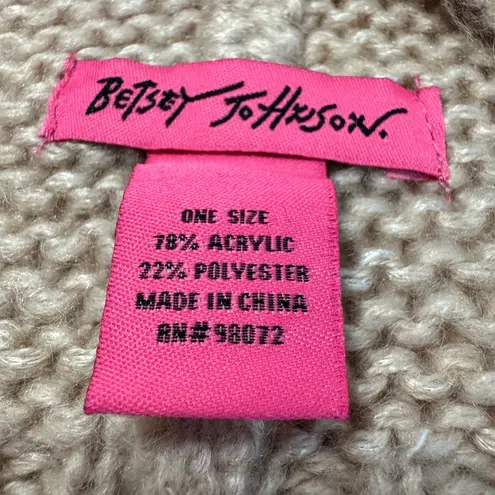 BETSEY JOHNSON.
ONE SIZE
78% ACRYLIC
22% POLYESTER
MADE IN CHINA
RN# 98072